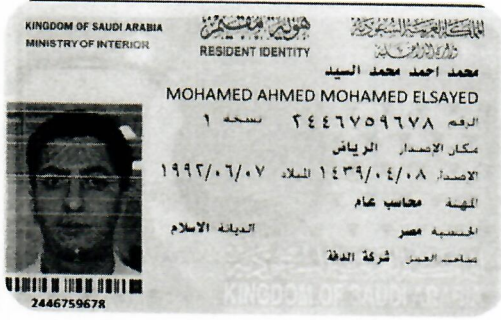 KINGDOM OF SAUDI ARABIA
MINISTRY OF INTERIOR
هوية مقيم
RESIDENT IDENTITY
المملكة العربية السعودية
وزارة الداخلية
محمد احمد محمد السيد
MOHAMED AHMED MOHAMED ELSAYED
الرقم ٢٤٤٦٧٥٩٦٧٨ نسخة ١
مكان الإصدار الرياض
الاصدار ١٤٣٩/٠٤/٠٨ الميلاد ١٩٩٢/٠٦/٠٧
المهنة محاسب عام
الجنسية مصر الديانة الاسلام
صاحب العمل شركة الدقة
KINGDOM OF SAUDI ARABIA
2446759678